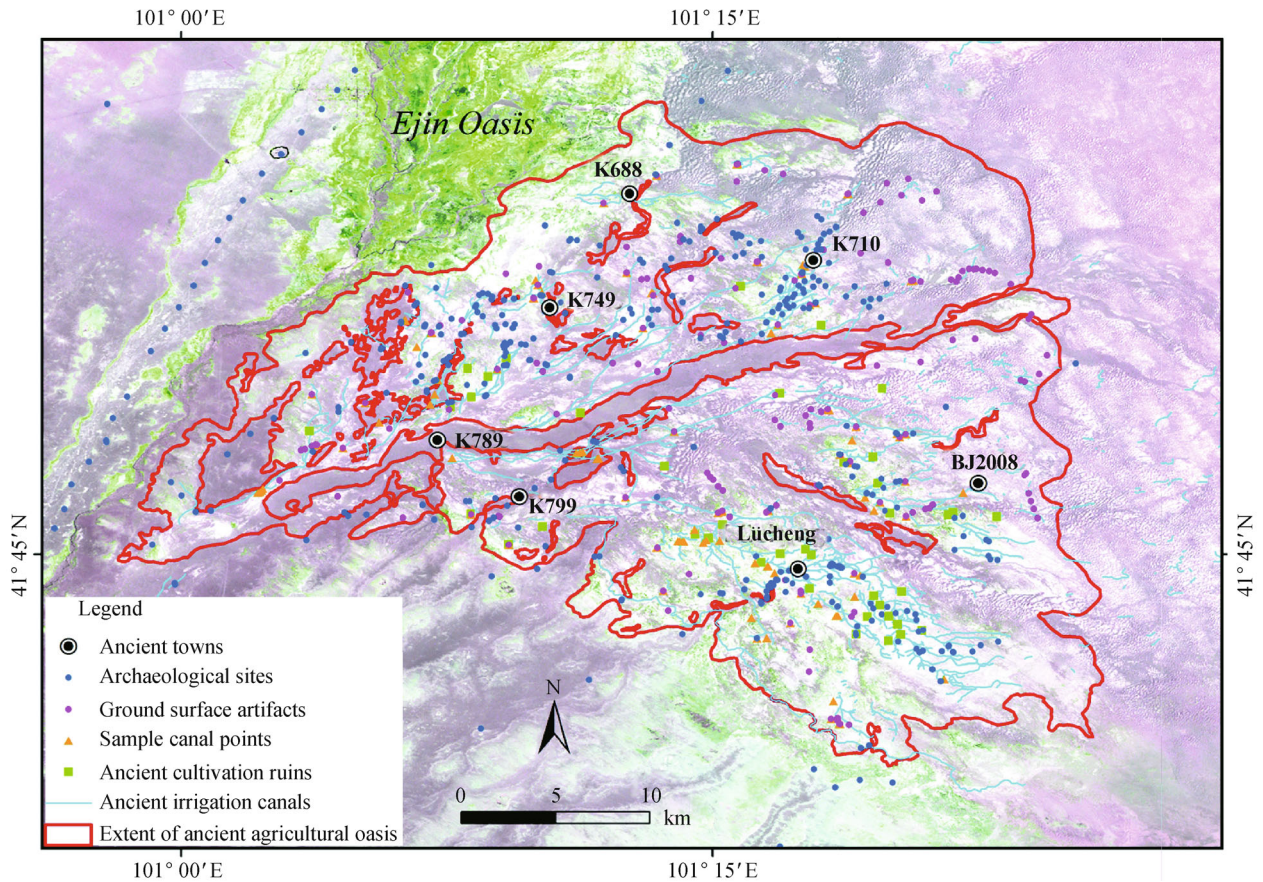 101° 00′ E
101° 15′ E
Ejin Oasis
K688
K710
K749
K789
BJ2008
K799
Lücheng
41° 45′ N
41° 45′ N
Legend
Ancient towns
Archaeological sites
Ground surface artifacts
Sample canal points
Ancient cultivation ruins
Ancient irrigation canals
Extent of ancient agricultural oasis
N
0 5 10
km
101° 00′ E
101° 15′ E